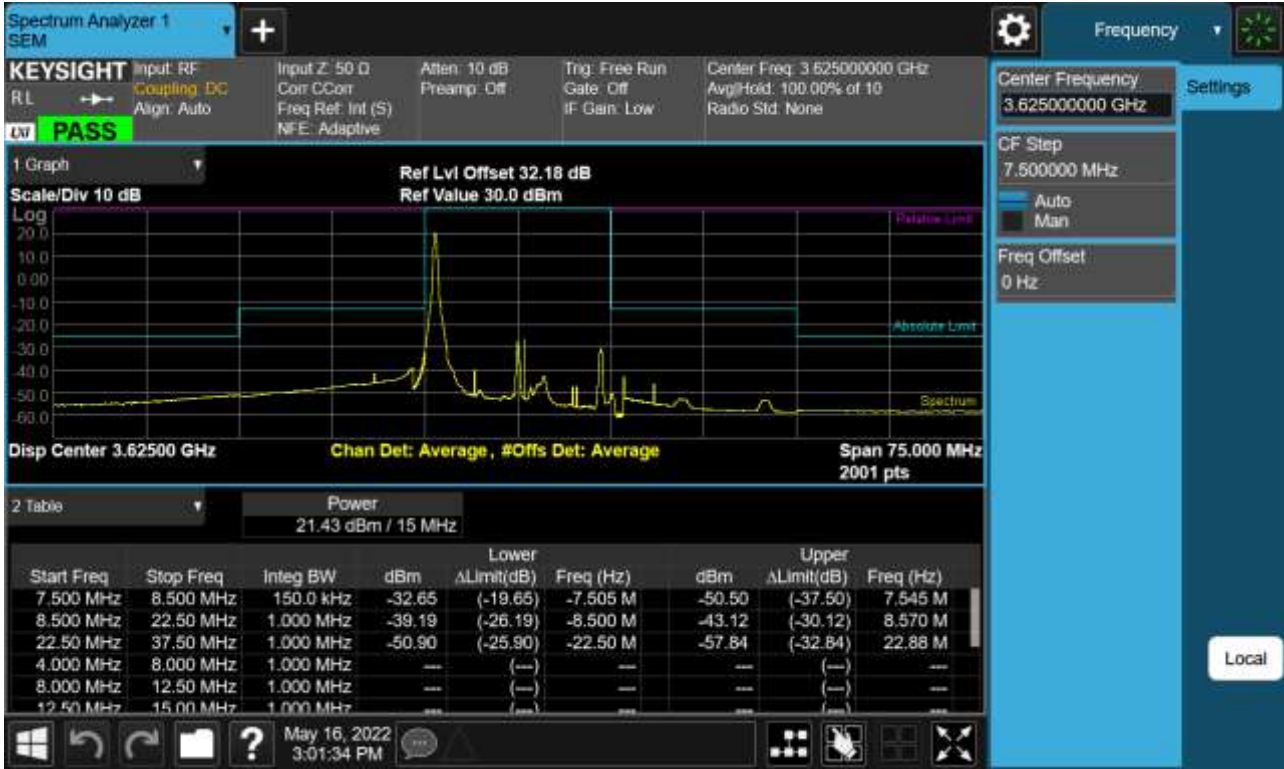 Spectrum Analyzer 1
SEM
Frequency
KEYSIGHT
Input: RF
Coupling: DC
Align: Auto
RL
LXI
PASS
Input Z: 50 Ω
Corr CCorr
Freq Ref: Int (S)
NFE: Adaptive
Atten: 10 dB
Preamp: Off
Trig: Free Run
Gate: Off
IF Gain: Low
Center Freq: 3.625000000 GHz
Avg|Hold: 100.00% of 10
Radio Std: None
Center Frequency
3.625000000 GHz
Settings
CF Step
7.500000 MHz
Auto
Man
Freq Offset
0 Hz
1 Graph
Scale/Div 10 dB
Ref Lvl Offset 32.18 dB
Ref Value 30.0 dBm
Log
20.0
10.0
0.00
-10.0
-20.0
-30.0
-40.0
-50.0
-60.0
Relative Limit
Absolute Limit
Spectrum
Disp Center 3.62500 GHz
Chan Det: Average, #Offs Det: Average
Span 75.000 MHz
2001 pts
2 Table
Power
21.43 dBm / 15 MHz
Lower Upper
Start Freq Stop Freq Integ BW dBm ΔLimit(dB) Freq (Hz) dBm ΔLimit(dB) Freq (Hz)
7.500 MHz 8.500 MHz 150.0 kHz -32.65 (-19.65) -7.505 M -50.50 (-37.50) 7.545 M
8.500 MHz 22.50 MHz 1.000 MHz -39.19 (-26.19) -8.500 M -43.12 (-30.12) 8.570 M
22.50 MHz 37.50 MHz 1.000 MHz -50.90 (-25.90) -22.50 M -57.84 (-32.84) 22.88 M
4.000 MHz 8.000 MHz 1.000 MHz --- (---) --- --- (---) ---
8.000 MHz 12.50 MHz 1.000 MHz --- (---) --- --- (---) ---
12.50 MHz 15.00 MHz 1.000 MHz --- (---) --- --- (---) ---
Local
May 16, 2022
3:01:34 PM